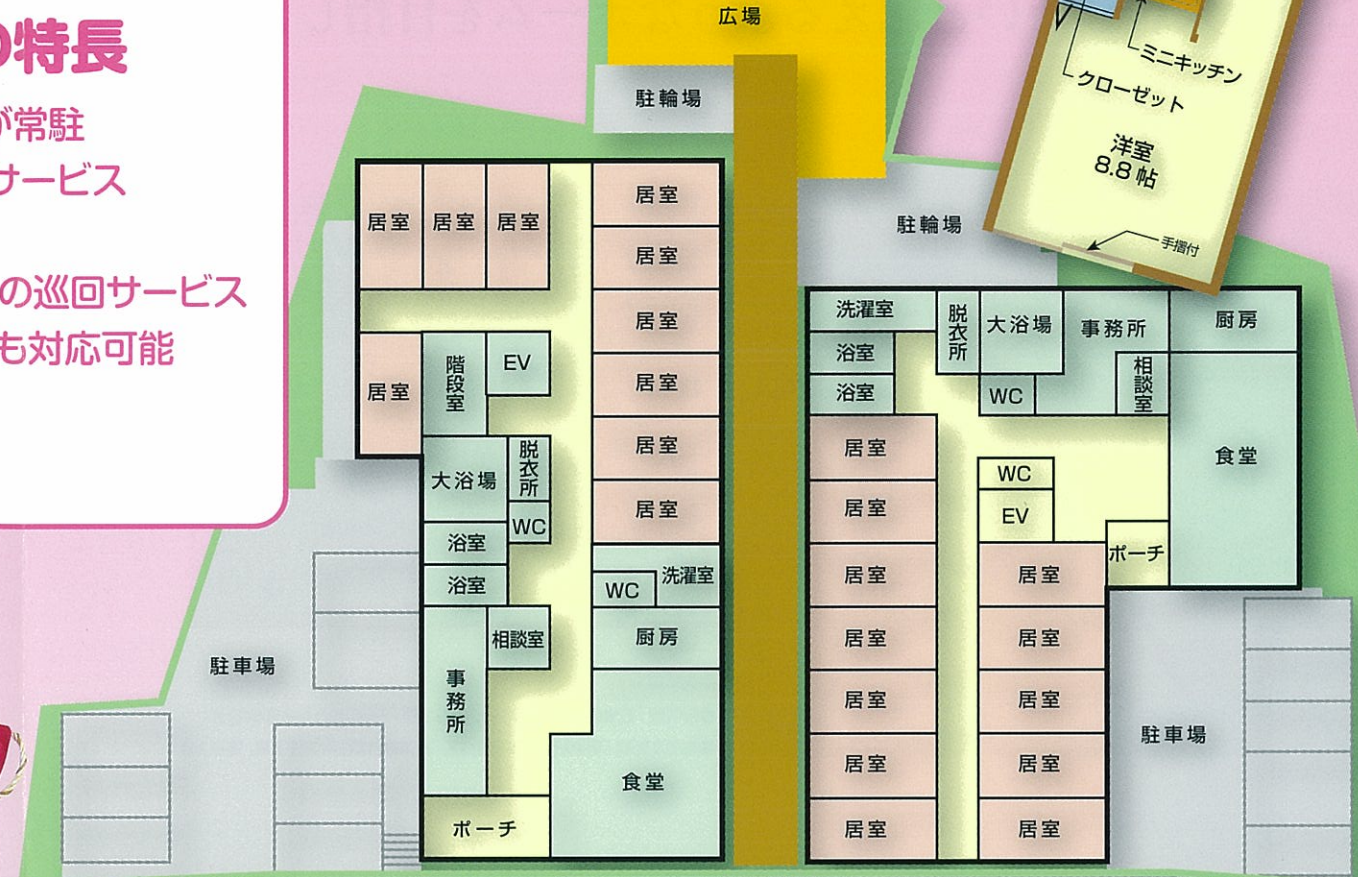 の特長
が常駐
サービス
の巡回サービス
も対応可能
広場
駐輪場
ミニキッチン
クローゼット
洋室
8.8帖
手摺付
駐輪場
居室
居室
居室
居室
居室
居室
居室
居室
居室
居室
居室
階段室
EV
大浴場
脱衣所
WC
浴室
浴室
相談室
事務所
ポーチ
WC
洗濯室
厨房
食堂
駐車場
洗濯室
脱衣所
大浴場
事務所
厨房
浴室
浴室
WC
相談室
食堂
WC
EV
ポーチ
居室
居室
居室
居室
居室
居室
居室
居室
居室
居室
居室
居室
駐車場